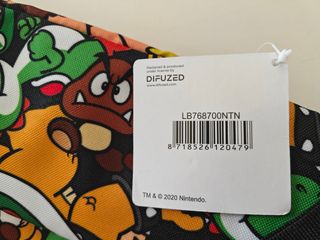 Designed & produced
under license by
DIFUZED
www.difuzed.com
LB768700NTN
8 718526 120479
TM & © 2020 Nintendo.